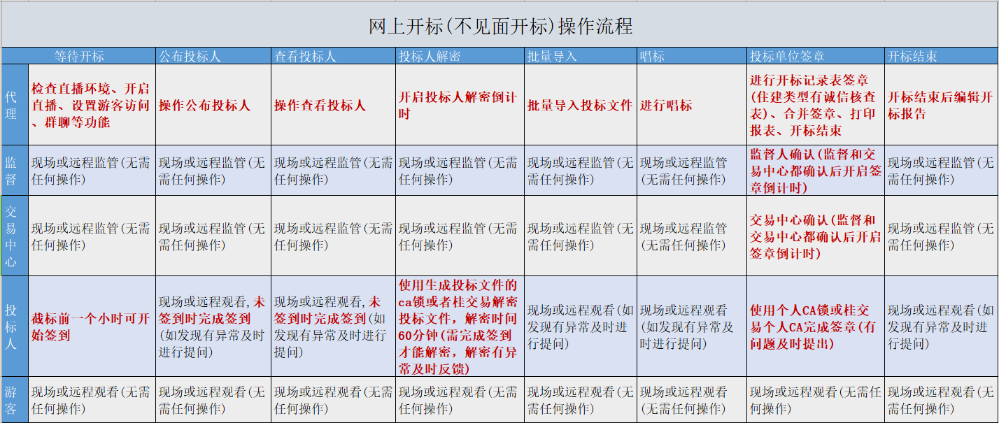 网上开标(不见面开标)操作流程
等待开标
公布投标人
查看投标人
投标人解密
批量导入
唱标
投标单位签章
开标结束
代
理
检查直播环境、开启
直播、设置游客访问
、群聊等功能
操作公布投标人
操作查看投标人
开启投标人解密倒计
时
批量导入投标文件
进行唱标
进行开标记录表签章
(住建类型有诚信核查
表)、合并签章、打印
报表、开标结束
开标结束后编辑开
标报告
监
督
现场或远程监管(无需
任何操作)
现场或远程监管(无
需任何操作)
现场或远程监管(无需
任何操作)
现场或远程监管(无需
任何操作)
现场或远程监管(无
需任何操作)
现场或远程监管
(无需任何操作)
监督人确认(监督和交
易中心都确认后开启签
章倒计时)
现场或远程监管(无
需任何操作)
交
易
中
心
现场或远程监管(无需
任何操作)
现场或远程监管(无
需任何操作)
现场或远程监管(无需
任何操作)
现场或远程监管(无需
任何操作)
现场或远程监管(无
需任何操作)
现场或远程监管
(无需任何操作)
交易中心确认(监督和
交易中心都确认后开启
签章倒计时)
现场或远程监管(无
需任何操作)
投
标
人
截标前一个小时可开
始签到
现场或远程观看,未
签到时完成签到
(如发现有异常及时
进行提问)
现场或远程观看,未
签到时完成签到(如
发现有异常及时进行
提问)
使用生成投标文件的
ca锁或者桂交易解密
投标文件，解密时间
60分钟(需完成签到
才能解密，解密有异
常及时反馈)
现场或远程观看(如
发现有异常及时进
行提问)
现场或远程观看
(如发现有异常及
时进行提问)
使用个人CA锁或桂交
易个人CA完成签章(有
问题及时提出)
现场或远程观看(如
发现有异常及时进
行提问)
游
客
现场或远程观看(无需
任何操作)
现场或远程观看(无
需任何操作)
现场或远程观看(无需
任何操作)
现场或远程观看(无需
任何操作)
现场或远程观看(无
需任何操作)
现场或远程观看
(无需任何操作)
现场或远程观看(无需任
何操作)
现场或远程观看(无
需任何操作)